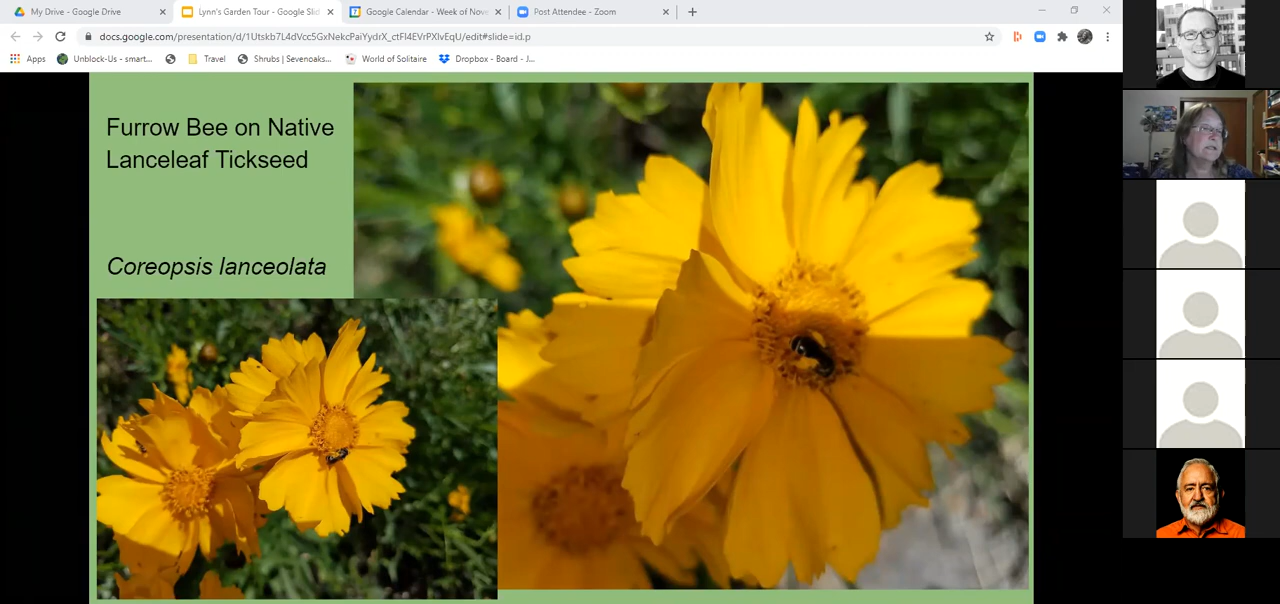 My Drive - Google Drive
Lynn's Garden Tour - Google Slid
Google Calendar - Week of Nove
Post Attendee - Zoom
docs.google.com/presentation/d/1Utskb7L4dVcc5GxNekcPaiYydrX_ctFl4EVrPXIvEqU/edit#slide=id.p
Apps
Unblock-Us - smart...
Travel
Shrubs | Sevenoaks...
World of Solitaire
Dropbox - Board - J...
Furrow Bee on Native
Lanceleaf Tickseed
Coreopsis lanceolata